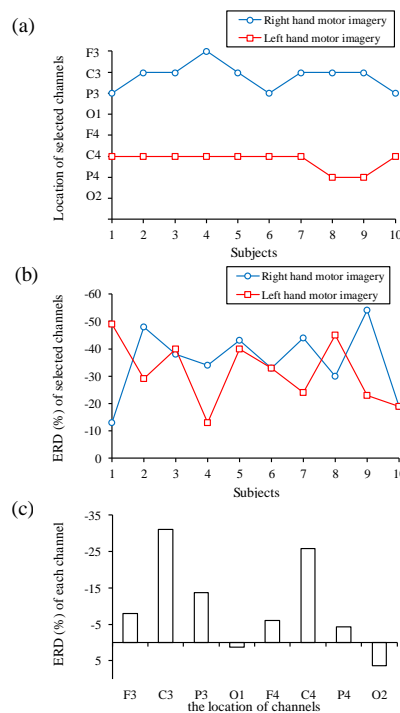 (a)
Right hand motor imagery
Left hand motor imagery
Location of selected channels
F3
C3
P3
O1
F4
C4
P4
O2
1 2 3 4 5 6 7 8 9 10
Subjects
(b)
Right hand motor imagery
Left hand motor imagery
ERD (%) of selected channels
-60
-50
-40
-30
-20
-10
0
1 2 3 4 5 6 7 8 9 10
Subjects
(c)
ERD (%) of each channel
-35
-25
-15
-5
5
F3 C3 P3 O1 F4 C4 P4 O2
the location of channels